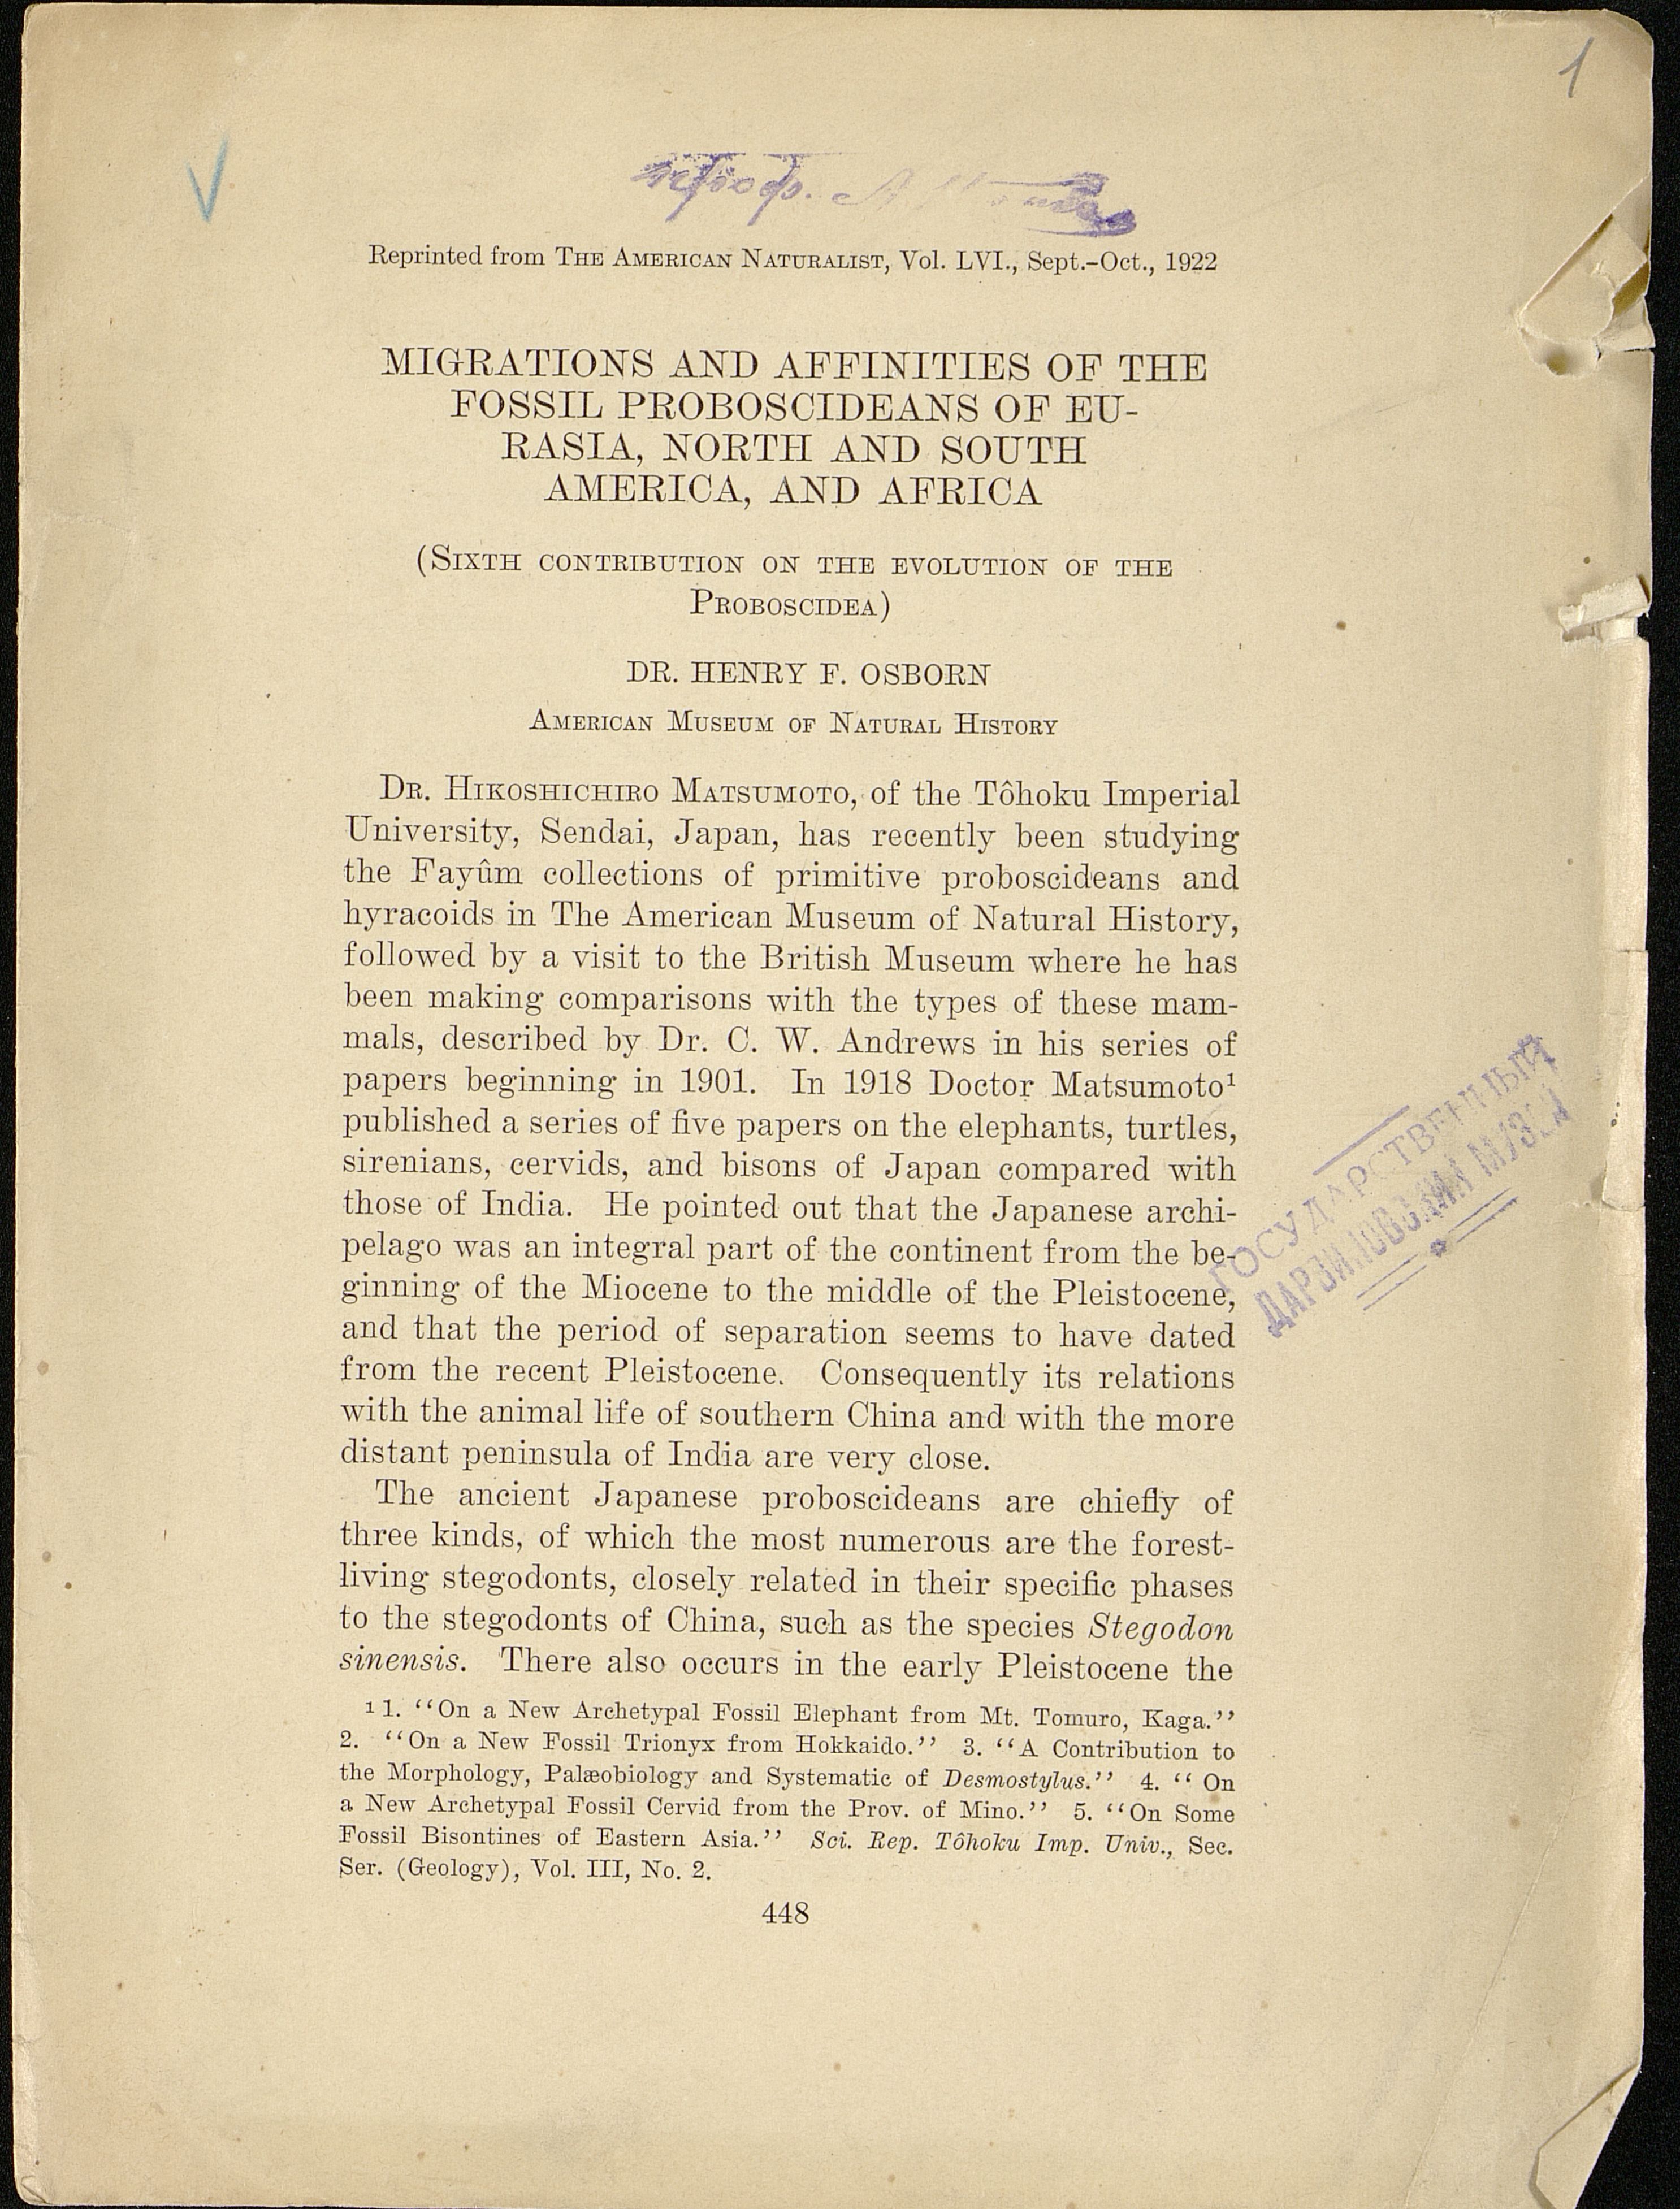 1
Проф.
Reprinted from THE AMERICAN NATURALIST, Vol. LVI., Sept.-Oct., 1922
MIGRATIONS AND AFFINITIES OF THE
FOSSIL PROBOSCIDEANS OF EU-
RASIA, NORTH AND SOUTH
AMERICA, AND AFRICA
(SIXTH CONTRIBUTION ON THE EVOLUTION OF THE
PROBOSCIDEA)
DR. HENRY F. OSBORN
AMERICAN MUSEUM OF NATURAL HISTORY
DR. HIKOSHICHIRO MATSUMOTO, of the Tôhoku Imperial
University, Sendai, Japan, has recently been studying
the Fayûm collections of primitive proboscideans and
hyracoids in The American Museum of Natural History,
followed by a visit to the British Museum where he has
been making comparisons with the types of these mam-
mals, described by Dr. C. W. Andrews in his series of
papers beginning in 1901. In 1918 Doctor Matsumoto¹
published a series of five papers on the elephants, turtles,
sirenians, cervids, and bisons of Japan compared with
those of India. He pointed out that the Japanese archi-
pelago was an integral part of the continent from the be-
ginning of the Miocene to the middle of the Pleistocene,
and that the period of separation seems to have dated
from the recent Pleistocene. Consequently its relations
with the animal life of southern China and with the more
distant peninsula of India are very close.
The ancient Japanese proboscideans are chiefly of
three kinds, of which the most numerous are the forest-
living stegodonts, closely related in their specific phases
to the stegodonts of China, such as the species Stegodon
sinensis. There also occurs in the early Pleistocene the
¹ 1. ‘‘On a New Archetypal Fossil Elephant from Mt. Tomuro, Kaga.’’
2. ‘‘On a New Fossil Trionyx from Hokkaido.’’ 3. ‘‘A Contribution to
the Morphology, Palæobiology and Systematic of Desmostylus.’’ 4. ‘‘ On
a New Archetypal Fossil Cervid from the Prov. of Mino.’’ 5. ‘‘On Some
Fossil Bisontines of Eastern Asia.’’ Sci. Rep. Tôhoku Imp. Univ., Sec.
Ser. (Geology), Vol. III, No. 2.
448
ГОСУДАРСТВЕННЫЙ
ДАРВИНОВСКИЙ МУЗЕЙ